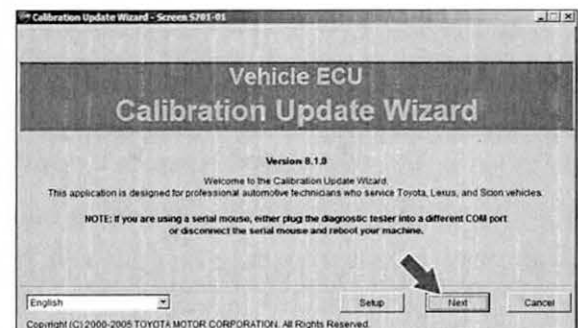 Calibration Update Wizard - Screen S701-01
Vehicle ECU
Calibration Update Wizard
Version 8.1.0
Welcome to the Calibration Update Wizard.
This application is designed for professional automotive technicians who service Toyota, Lexus, and Scion vehicles.
NOTE: If you are using a serial mouse, either plug the diagnostic tester into a different COM port
or disconnect the serial mouse and reboot your machine.
English Setup Next Cancel
Copyright (C) 2000-2005 TOYOTA MOTOR CORPORATION. All Rights Reserved.